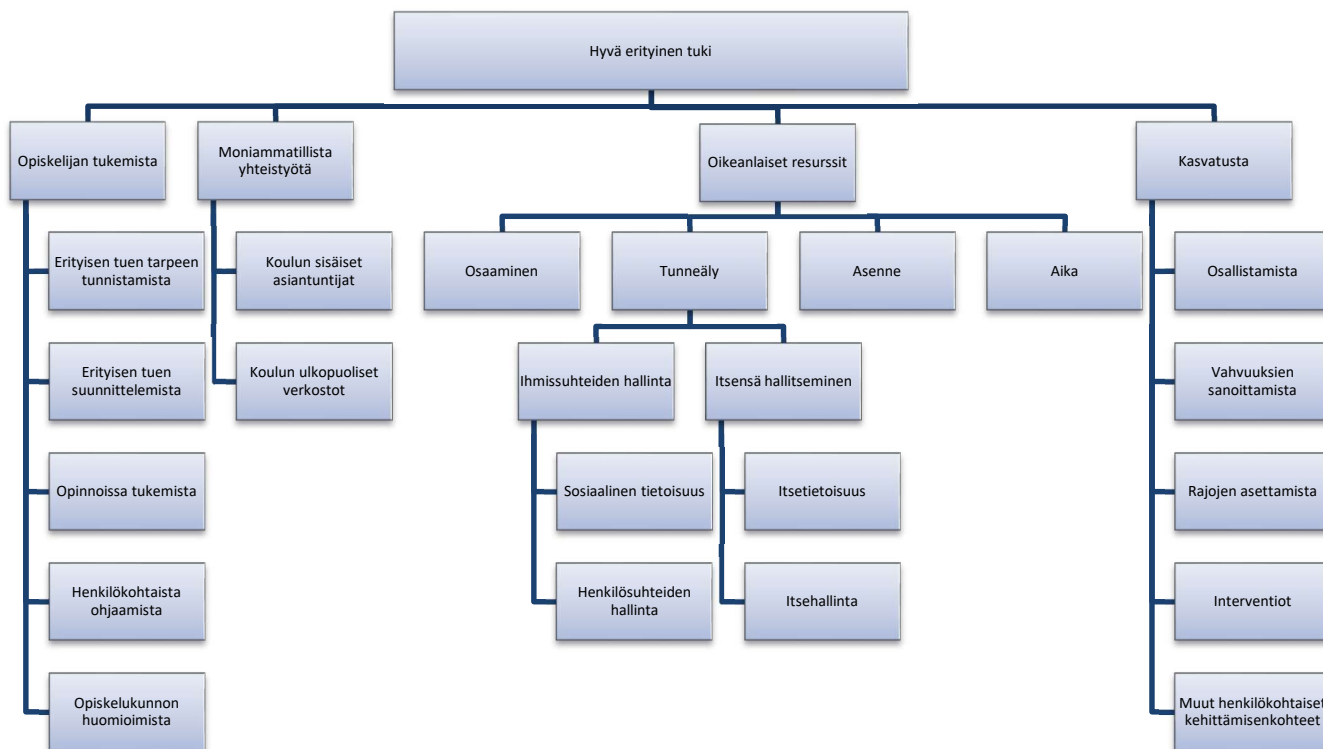 Hyvä erityinen tuki
Opiskelijan tukemista
Moniammatillista
yhteistyötä
Oikeanlaiset resurssit
Kasvatusta
Erityisen tuen tarpeen
tunnistamista
Koulun sisäiset
asiantuntijat
Osaaminen
Tunneäly
Asenne
Aika
Osallistamista
Erityisen tuen
suunnittelemista
Koulun ulkopuoliset
verkostot
Ihmissuhteiden hallinta
Itsensä hallitseminen
Vahvuuksien
sanoittamista
Opinnoissa tukemista
Sosiaalinen tietoisuus
Itsetietoisuus
Rajojen asettamista
Henkilökohtaista
ohjaamista
Henkilösuhteiden
hallinta
Itsehallinta
Interventiot
Opiskelukunnon
huomioimista
Muut henkilökohtaiset
kehittämisenkohteet